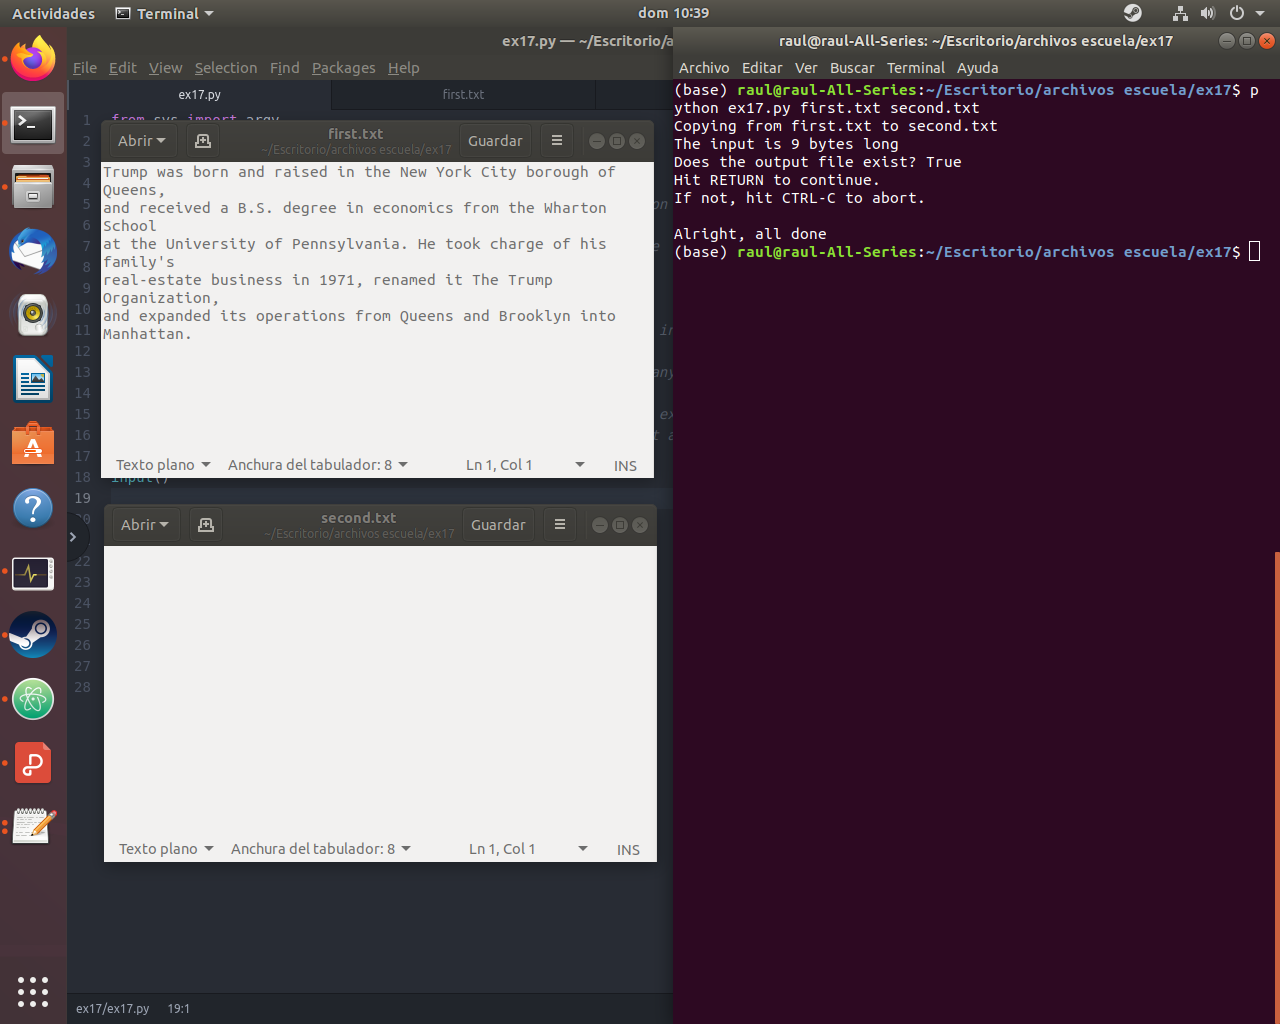 Actividades Terminal dom 10:39
ex17.py — ~/Escritorio/a
File Edit View Selection Find Packages Help
ex17.py first.txt
1 from sys import argv
2
3
4
5 on
6
7
8
9
10
11 in
12
13 any
14
15 ex
16 t a
17
18 input()
19
22
23
24
25
26
27
28
Abrir first.txt Guardar
~/Escritorio/archivos escuela/ex17
Trump was born and raised in the New York City borough of
Queens,
and received a B.S. degree in economics from the Wharton
School
at the University of Pennsylvania. He took charge of his
family's
real-estate business in 1971, renamed it The Trump
Organization,
and expanded its operations from Queens and Brooklyn into
Manhattan.
Texto plano Anchura del tabulador: 8 Ln 1, Col 1 INS
Abrir second.txt Guardar
~/Escritorio/archivos escuela/ex17
Texto plano Anchura del tabulador: 8 Ln 1, Col 1 INS
ex17/ex17.py 19:1
raul@raul-All-Series: ~/Escritorio/archivos escuela/ex17
Archivo Editar Ver Buscar Terminal Ayuda
(base) raul@raul-All-Series:~/Escritorio/archivos escuela/ex17$ p
ython ex17.py first.txt second.txt
Copying from first.txt to second.txt
The input is 9 bytes long
Does the output file exist? True
Hit RETURN to continue.
If not, hit CTRL-C to abort.
Alright, all done
(base) raul@raul-All-Series:~/Escritorio/archivos escuela/ex17$